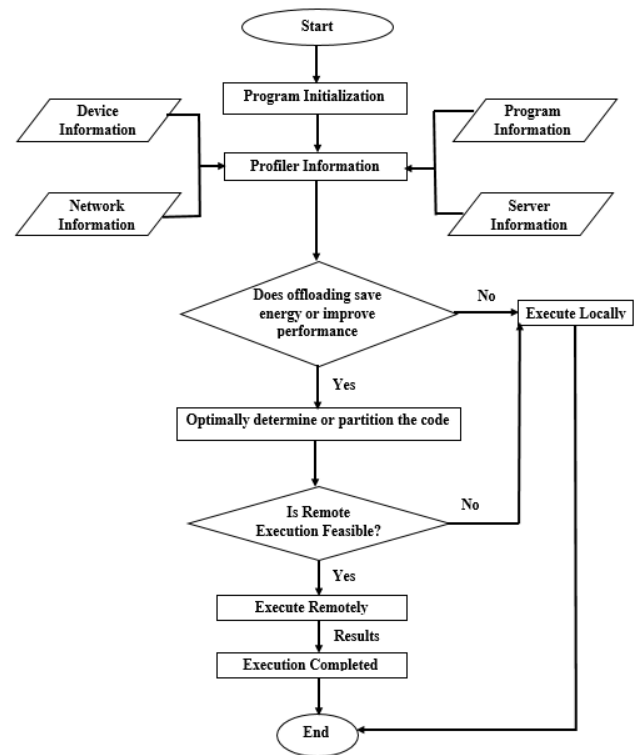 Start
Program Initialization
Device
Information
Program
Information
Profiler Information
Network
Information
Server
Information
Does offloading save
energy or improve
performance
No
Execute Locally
Yes
Optimally determine or partition the code
Is Remote
Execution Feasible?
No
Yes
Execute Remotely
Results
Execution Completed
End